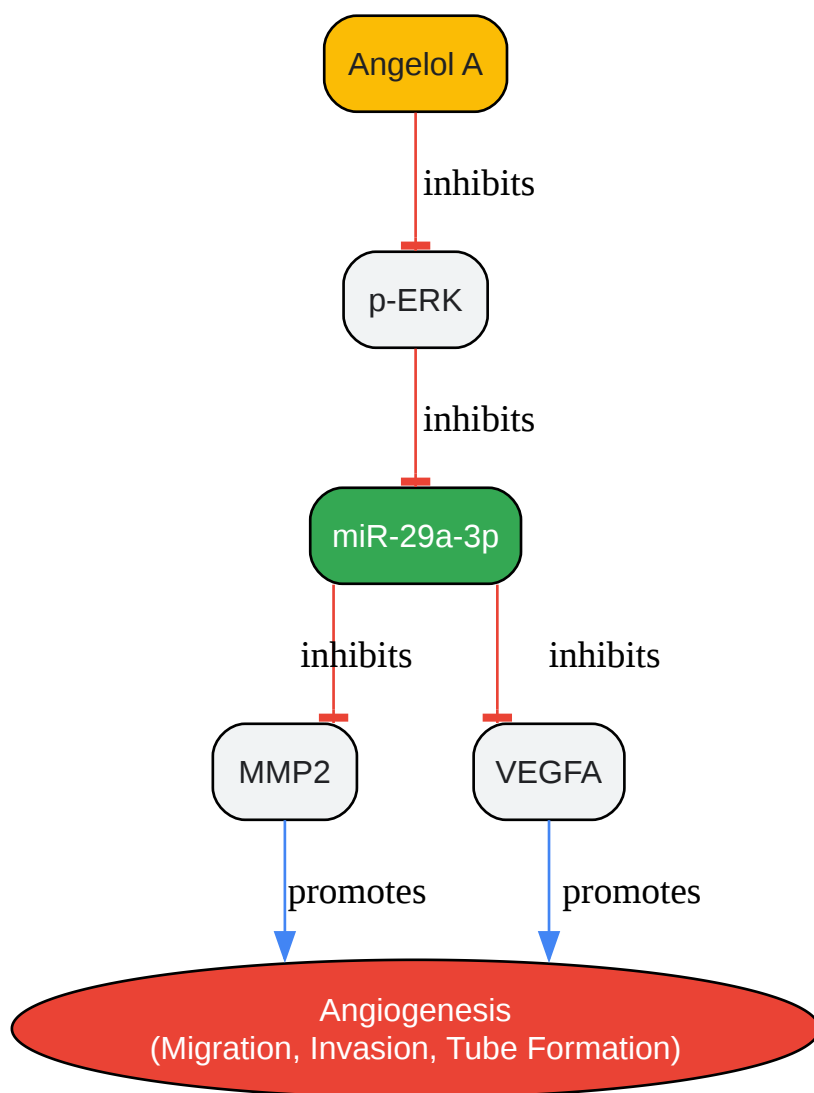 Angelol A
inhibits
p-ERK
inhibits
miR-29a-3p
inhibits
inhibits
MMP2
VEGFA
promotes
promotes
Angiogenesis
(Migration, Invasion, Tube Formation)